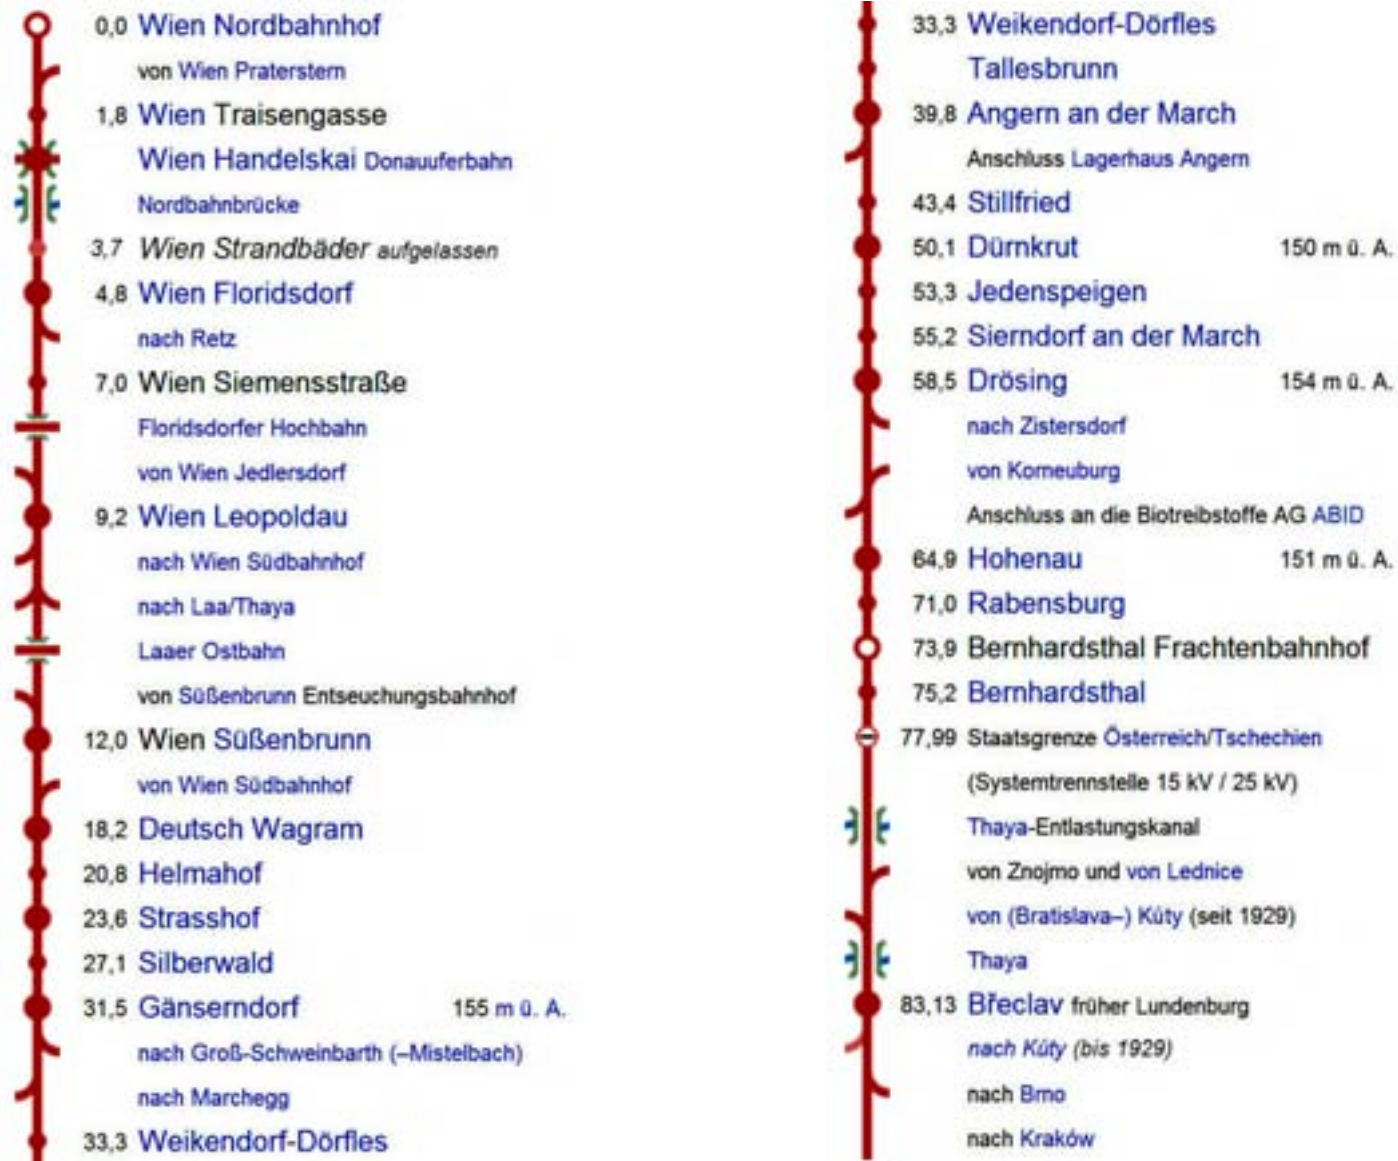 0,0 Wien Nordbahnhof
von Wien Praterstern
1,8 Wien Traisengasse
Wien Handelskai Donauuferbahn
Nordbahnbrücke
3,7 Wien Strandbäder aufgelassen
4,8 Wien Floridsdorf
nach Retz
7,0 Wien Siemensstraße
Floridsdorfer Hochbahn
von Wien Jedlersdorf
9,2 Wien Leopoldau
nach Wien Südbahnhof
nach Laa/Thaya
Laaer Ostbahn
von Süßenbrunn Entseuchungsbahnhof
12,0 Wien Süßenbrunn
von Wien Südbahnhof
18,2 Deutsch Wagram
20,8 Helmahof
23,6 Strasshof
27,1 Silberwald
31,5 Gänserndorf 155 m ü. A.
nach Groß-Schweinbarth (–Mistelbach)
nach Marchegg
33,3 Weikendorf-Dörfles
33,3 Weikendorf-Dörfles
Tallesbrunn
39,8 Angern an der March
Anschluss Lagerhaus Angern
43,4 Stillfried
50,1 Dürnkrut 150 m ü. A.
53,3 Jedenspeigen
55,2 Sierndorf an der March
58,5 Drösing 154 m ü. A.
nach Zistersdorf
von Korneuburg
Anschluss an die Biotreibstoffe AG ABID
64,9 Hohenau 151 m ü. A.
71,0 Rabensburg
73,9 Bernhardsthal Frachtenbahnhof
75,2 Bernhardsthal
77,99 Staatsgrenze Österreich/Tschechien
(Systemtrennstelle 15 kV / 25 kV)
Thaya-Entlastungskanal
von Znojmo und von Lednice
von (Bratislava–) Kúty (seit 1929)
Thaya
83,13 Břeclav früher Lundenburg
nach Kúty (bis 1929)
nach Brno
nach Kraków